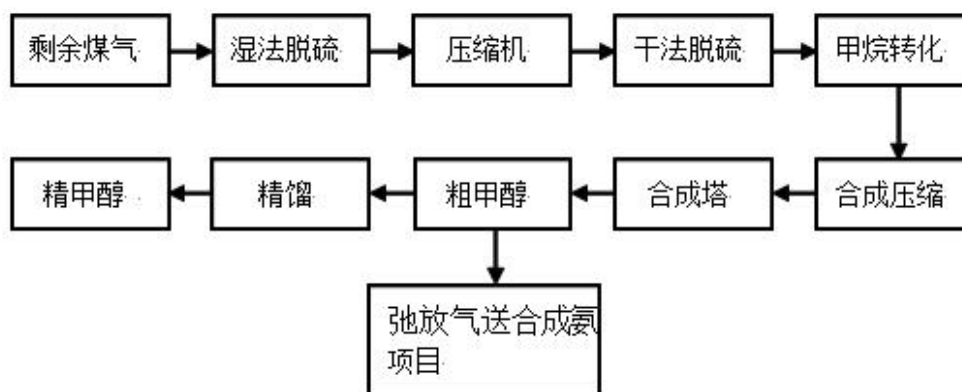 剩余煤气
湿法脱硫
压缩机
干法脱硫
甲烷转化
精甲醇
精馏
粗甲醇
合成塔
合成压缩
弛放气送合成氨
项目